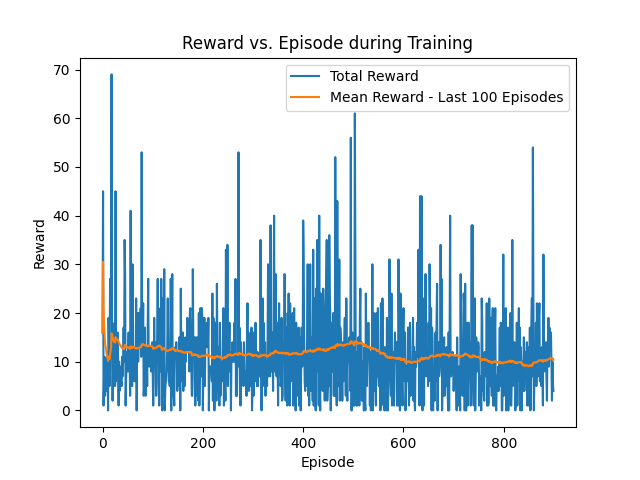 Reward vs. Episode during Training
Total Reward
Mean Reward - Last 100 Episodes
Reward
70
60
50
40
30
20
10
0
0 200 400 600 800
Episode